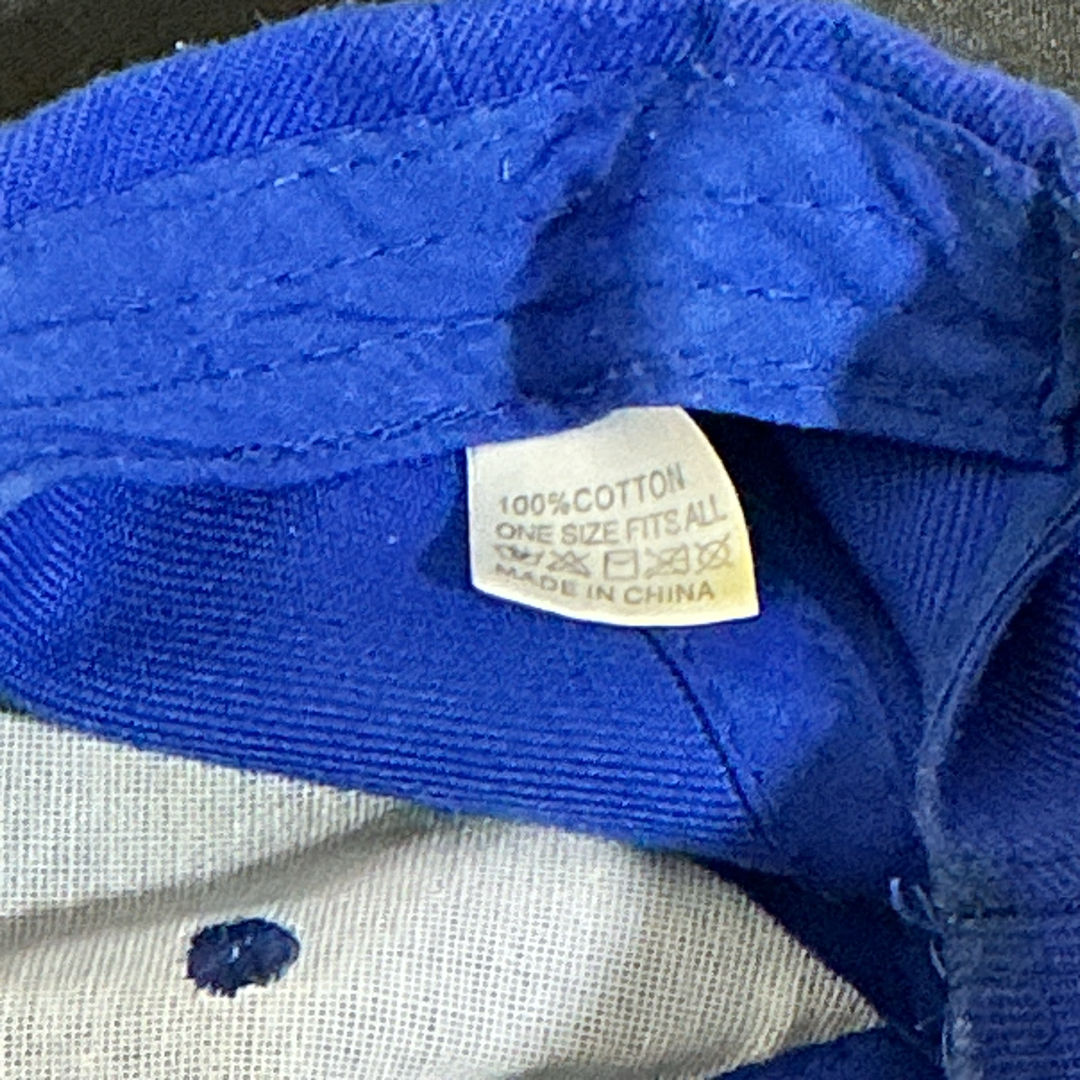 100%COTTON
ONE SIZE FITS ALL
MADE IN CHINA